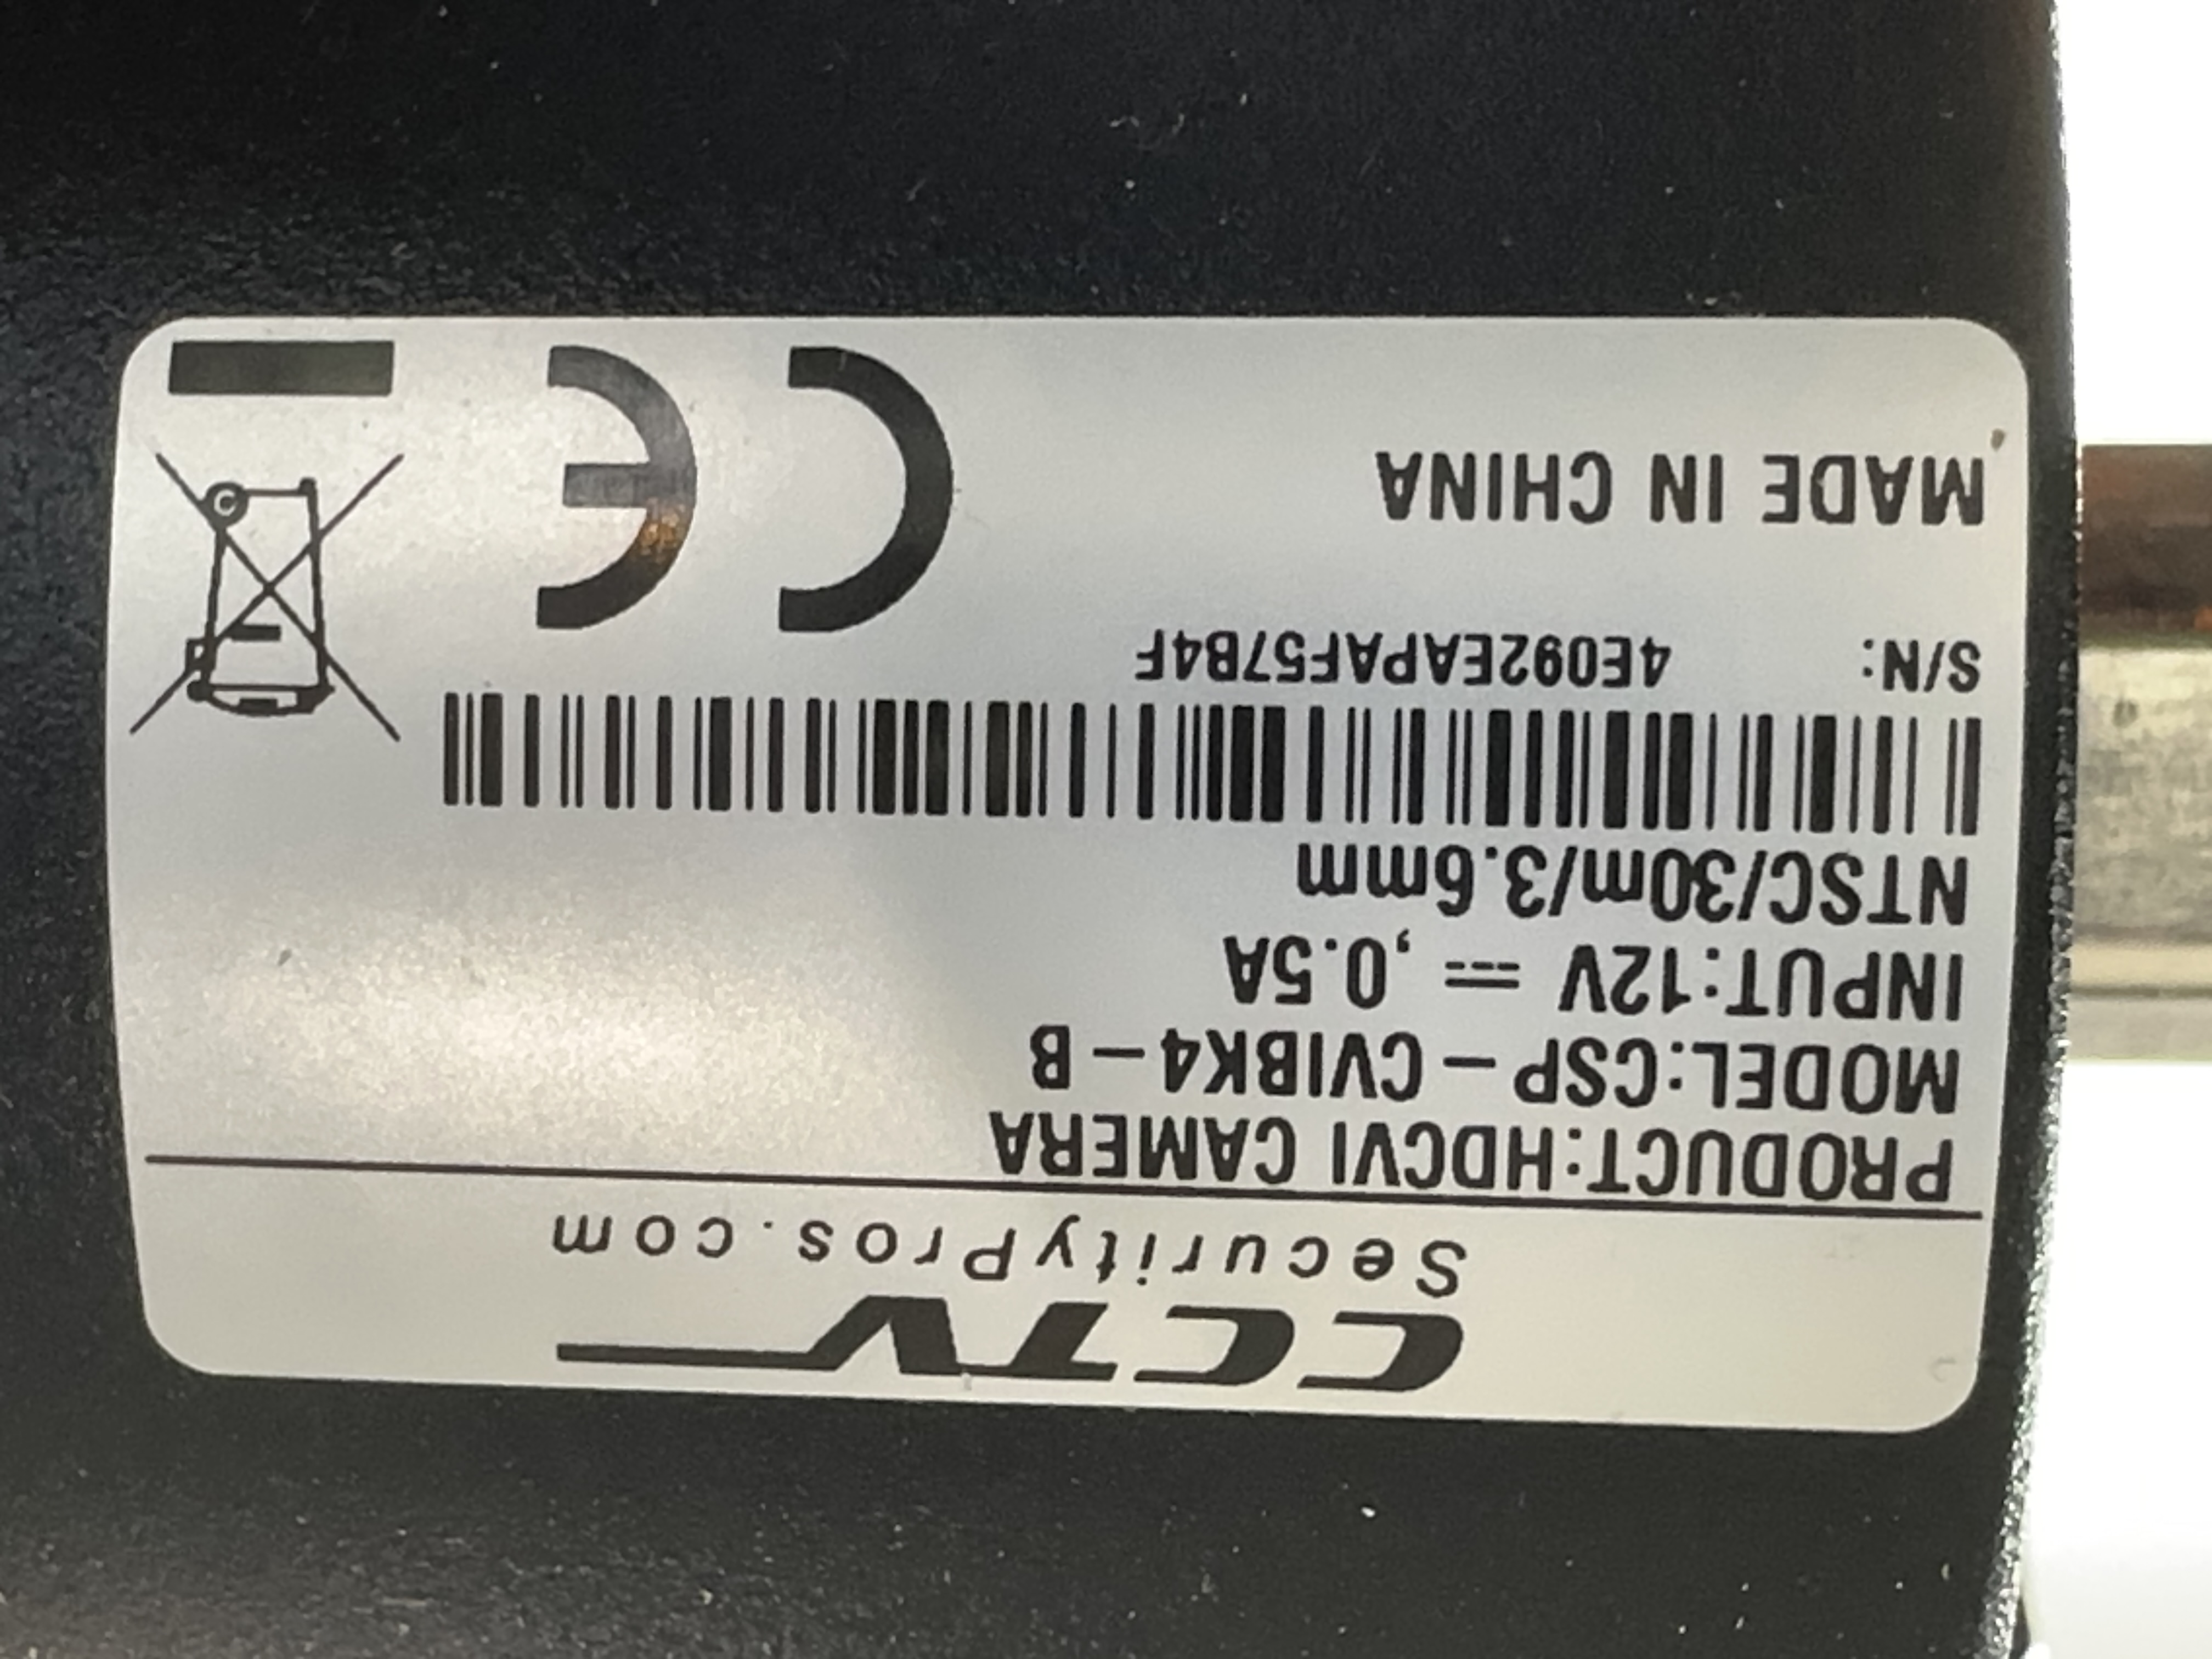 CCTV
SecurityPros.com
PRODUCT:HDCVI CAMERA
MODEL:CSP-CVIBK4-B
INPUT:12V ⎓ ,0.5A
NTSC/30m/3.6mm
S/N: 4E092EAPAF57B4F
MADE IN CHINA
CE